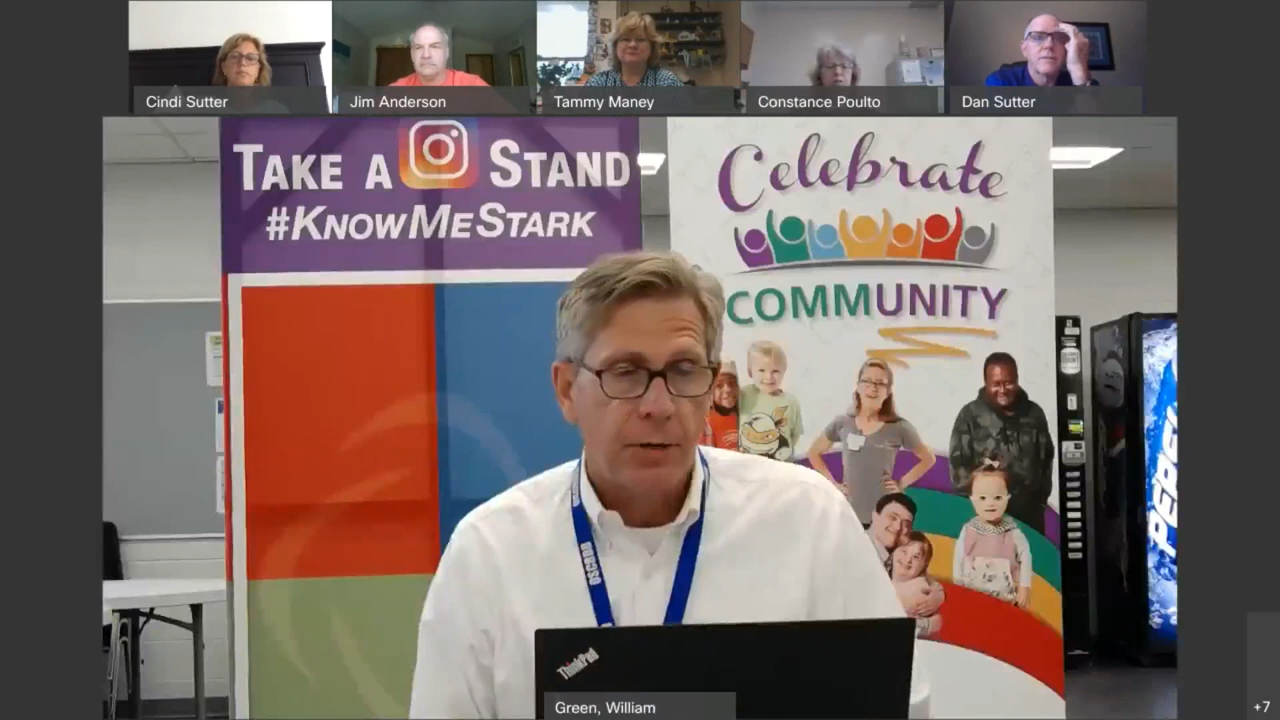 Cindi Sutter
Jim Anderson
Tammy Maney
Constance Poulto
Dan Sutter
TAKE A STAND
#KNOWMESTARK
Celebrate
COMMUNITY
PEPSI
ThinkPad
Green, William
+7